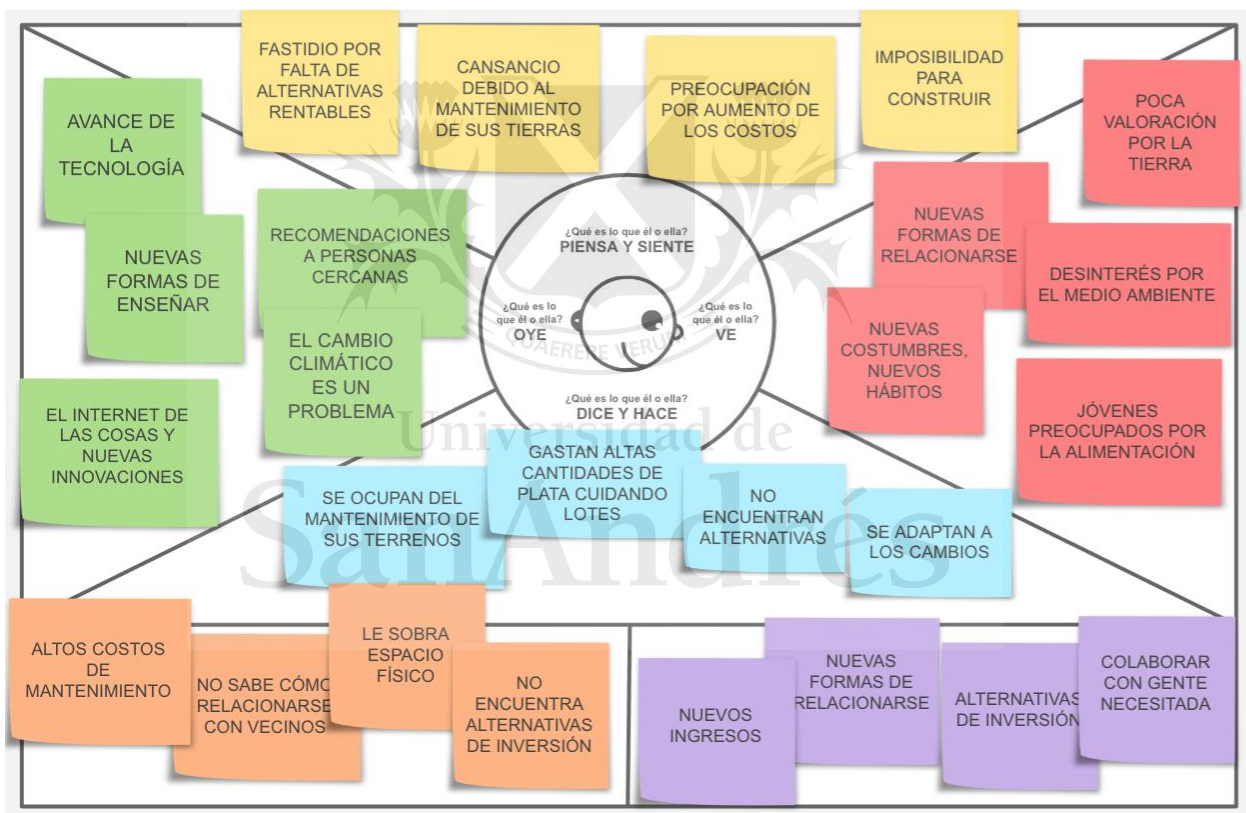 FASTIDIO POR
FALTA DE
ALTERNATIVAS
RENTABLES
CANSANCIO
DEBIDO AL
MANTENIMIENTO
DE SUS TIERRAS
PREOCUPACIÓN
POR AUMENTO DE
LOS COSTOS
IMPOSIBILIDAD
PARA
CONSTRUIR
AVANCE DE
LA
TECNOLOGÍA
NUEVAS
FORMAS DE
ENSEÑAR
RECOMENDACIONES
A PERSONAS
CERCANAS
EL CAMBIO
CLIMÁTICO
ES UN
PROBLEMA
EL INTERNET DE
LAS COSAS Y
NUEVAS
INNOVACIONES
¿Qué es lo que él o ella?
PIENSA Y SIENTE
¿Qué es lo
que él o ella?
OYE
¿Qué es lo
que él o ella?
VE
¿Qué es lo que él o ella?
DICE Y HACE
QUAERERE VERUM
Universidad de
SanAndrés
POCA
VALORACIÓN
POR LA
TIERRA
NUEVAS
FORMAS DE
RELACIONARSE
DESINTERÉS POR
EL MEDIO AMBIENTE
NUEVAS
COSTUMBRES,
NUEVOS
HÁBITOS
JÓVENES
PREOCUPADOS POR
LA ALIMENTACIÓN
SE OCUPAN DEL
MANTENIMIENTO DE
SUS TERRENOS
GASTAN ALTAS
CANTIDADES DE
PLATA CUIDANDO
LOTES
NO
ENCUENTRAN
ALTERNATIVAS
SE ADAPTAN A
LOS CAMBIOS
ALTOS COSTOS
DE
MANTENIMIENTO
NO SABE CÓMO
RELACIONARSE
CON VECINOS
LE SOBRA
ESPACIO
FÍSICO
NO
ENCUENTRA
ALTERNATIVAS
DE INVERSIÓN
NUEVOS
INGRESOS
NUEVAS
FORMAS DE
RELACIONARSE
ALTERNATIVAS
DE INVERSIÓN
COLABORAR
CON GENTE
NECESITADA